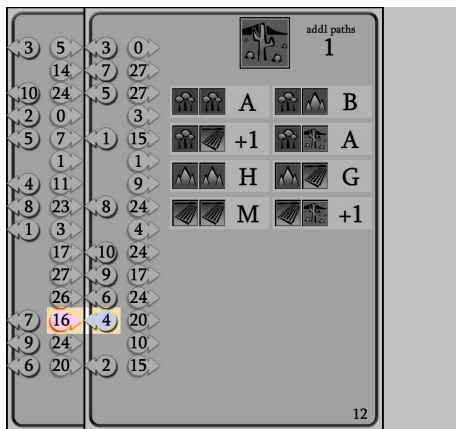 3 5 3 0
14 7 27
10 24 5 27
2 0 3
5 7 1 15
1 1
4 11 9
8 23 8 24
1 3 4
17 10 24
27 9 17
26 6 24
7 16 4 20
9 24 10
6 20 2 15
addl paths
1
A B
+1 A
H G
M +1
12